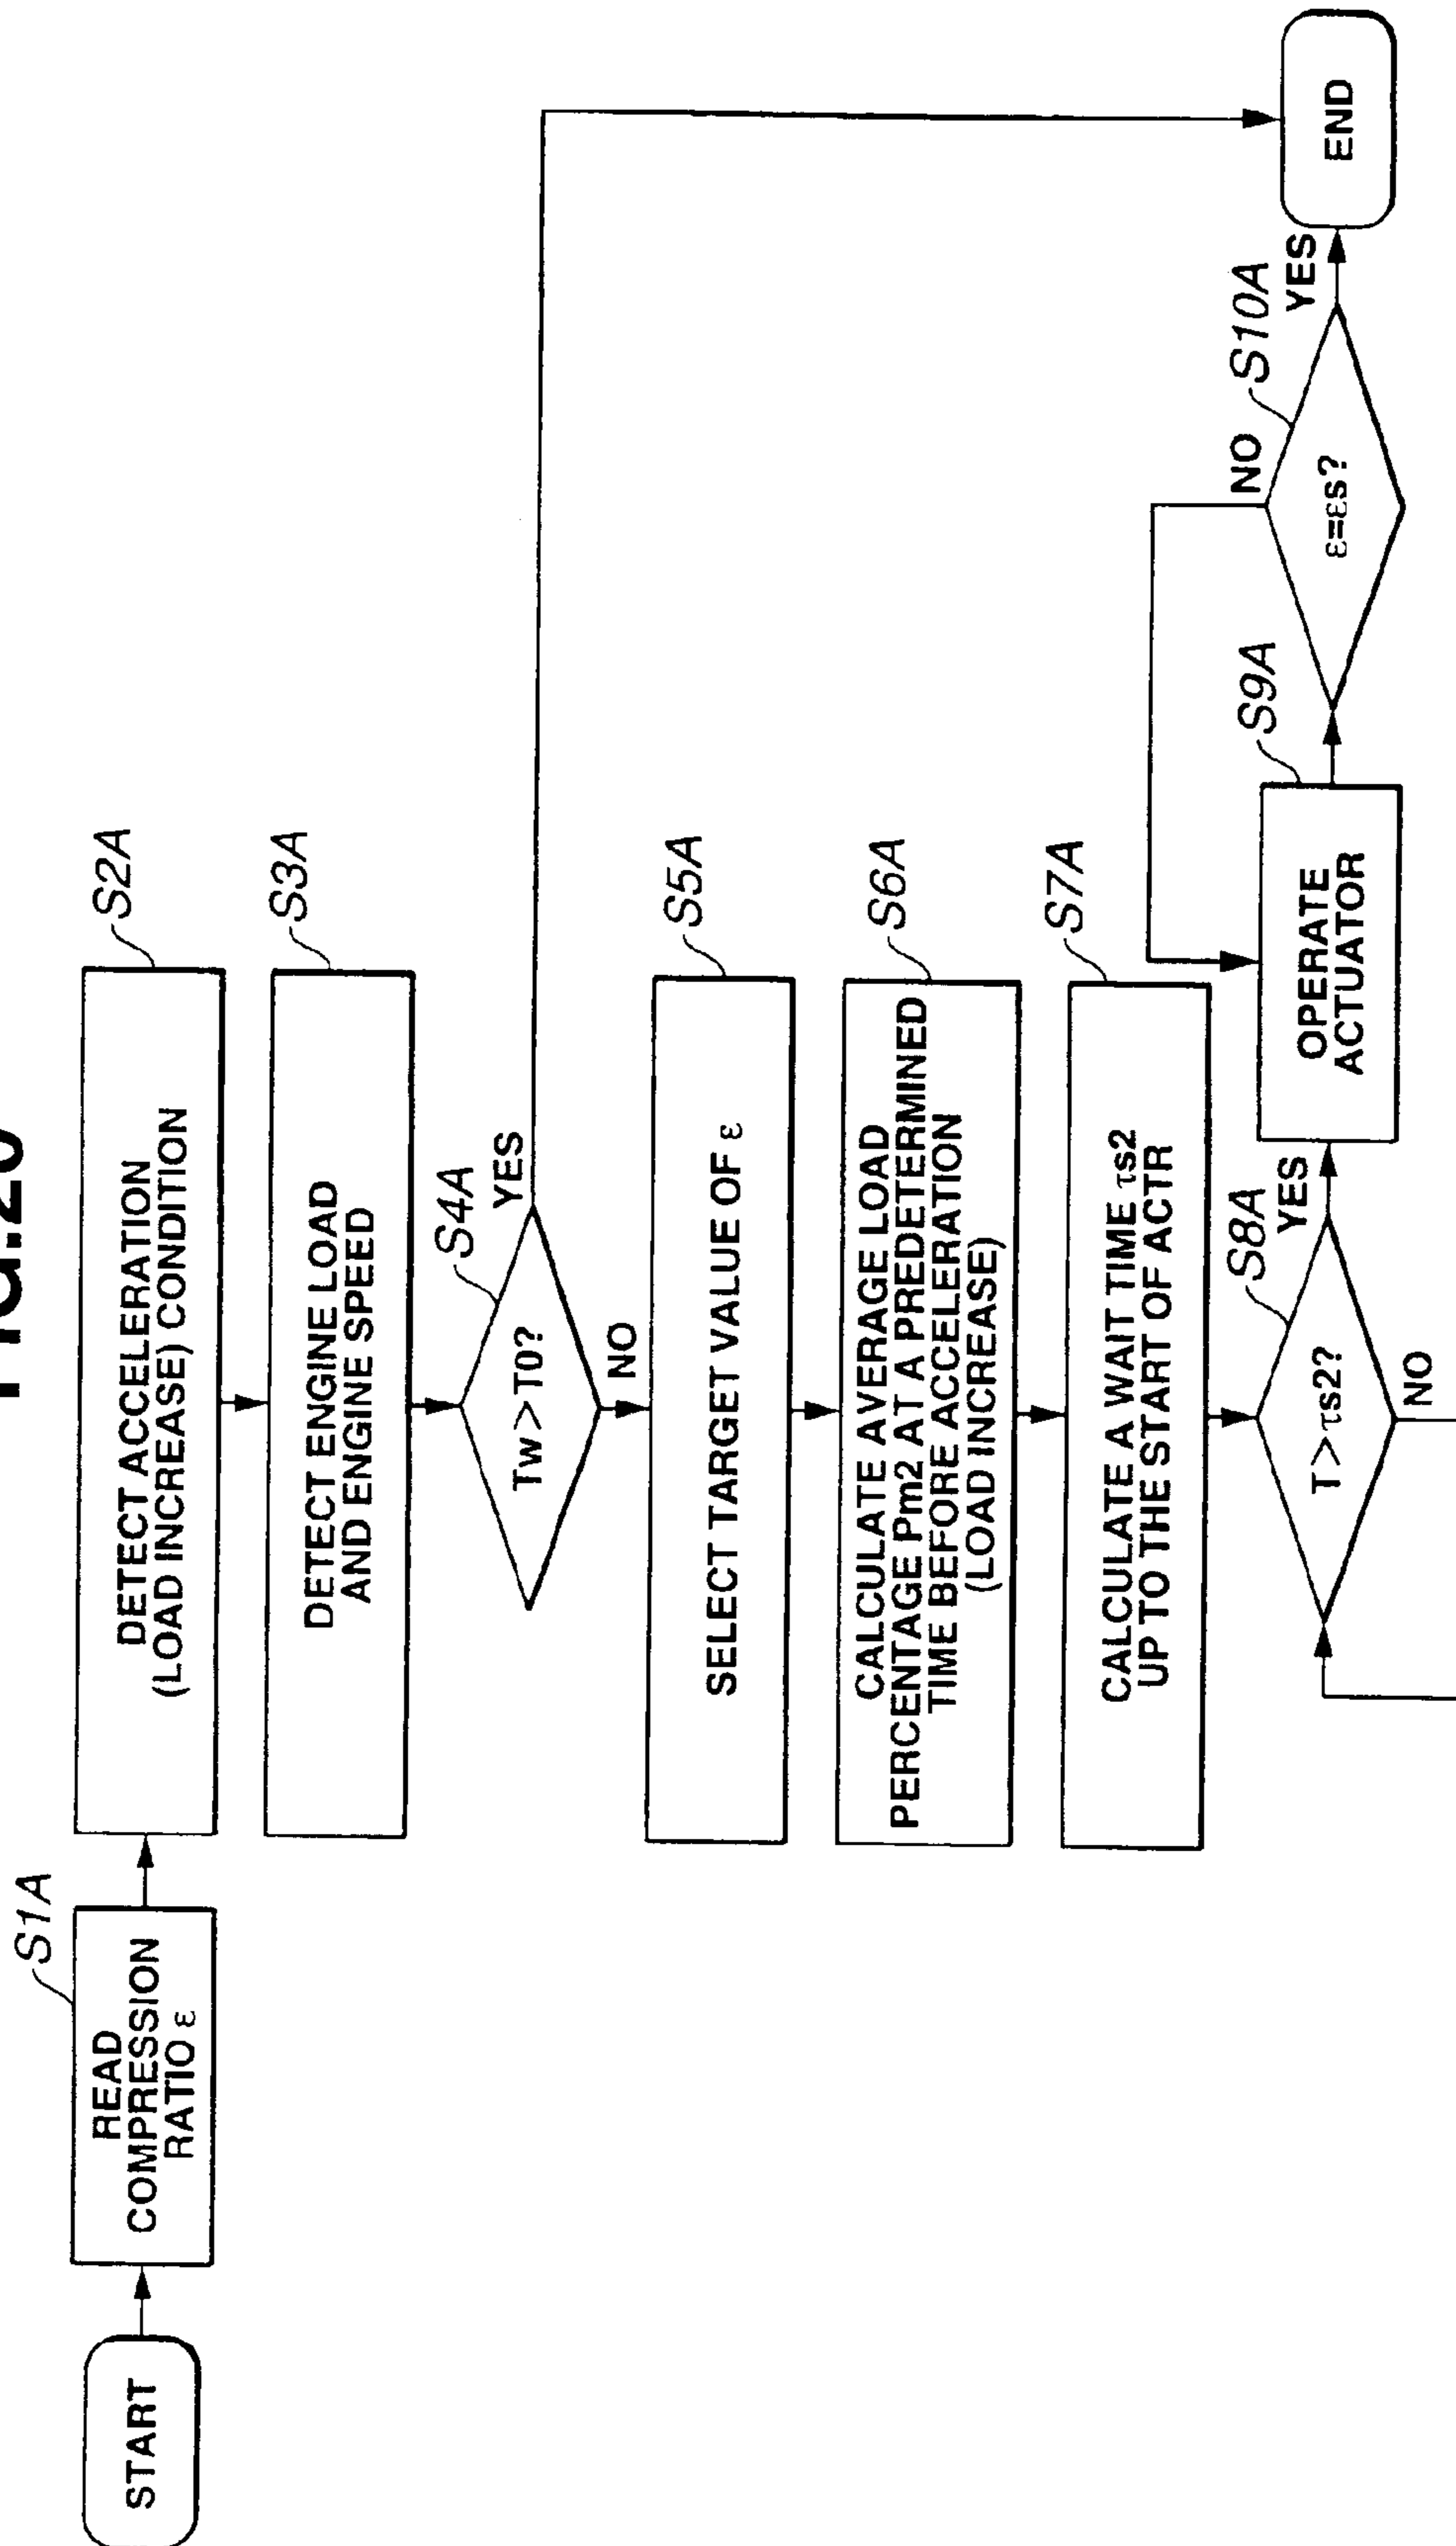 START
S1A
READ
COMPRESSION
RATIO ε
S2A
DETECT ACCELERATION
(LOAD INCREASE) CONDITION
S3A
DETECT ENGINE LOAD
AND ENGINE SPEED
S4A
Tw>T0?
YES
NO
S5A
SELECT TARGET VALUE OF ε
S6A
CALCULATE AVERAGE LOAD
PERCENTAGE Pm2 AT A PREDETERMINED
TIME BEFORE ACCELERATION
(LOAD INCREASE)
S7A
CALCULATE A WAIT TIME τs2
UP TO THE START OF ACTR
S8A
T>τs2?
YES
NO
S9A
OPERATE
ACTUATOR
S10A
ε=εs?
NO
YES
END